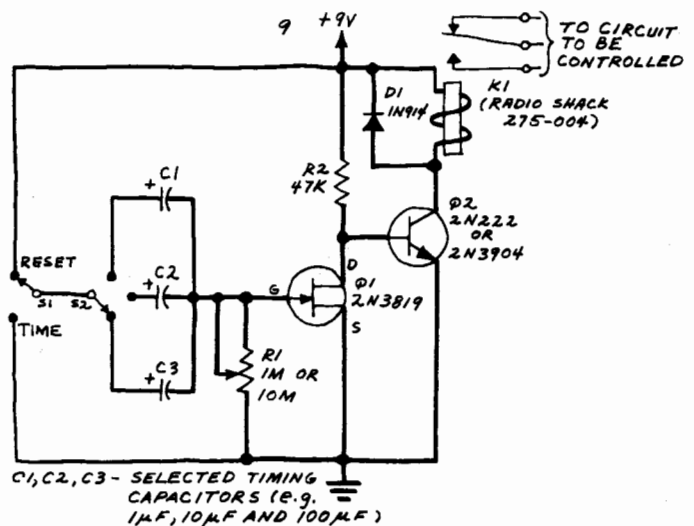 9 +9V
TO CIRCUIT
TO BE
CONTROLLED
K1
(RADIO SHACK
275-004)
D1
1N914
R2
47K
C1
+
Q2
2N222
OR
2N3904
RESET
S1
S2
C2
+
G
D
Q1
2N3819
S
TIME
C3
+
R1
1M OR
10M
C1,C2,C3- SELECTED TIMING
CAPACITORS (e.g.
1µF, 10µF AND 100µF)